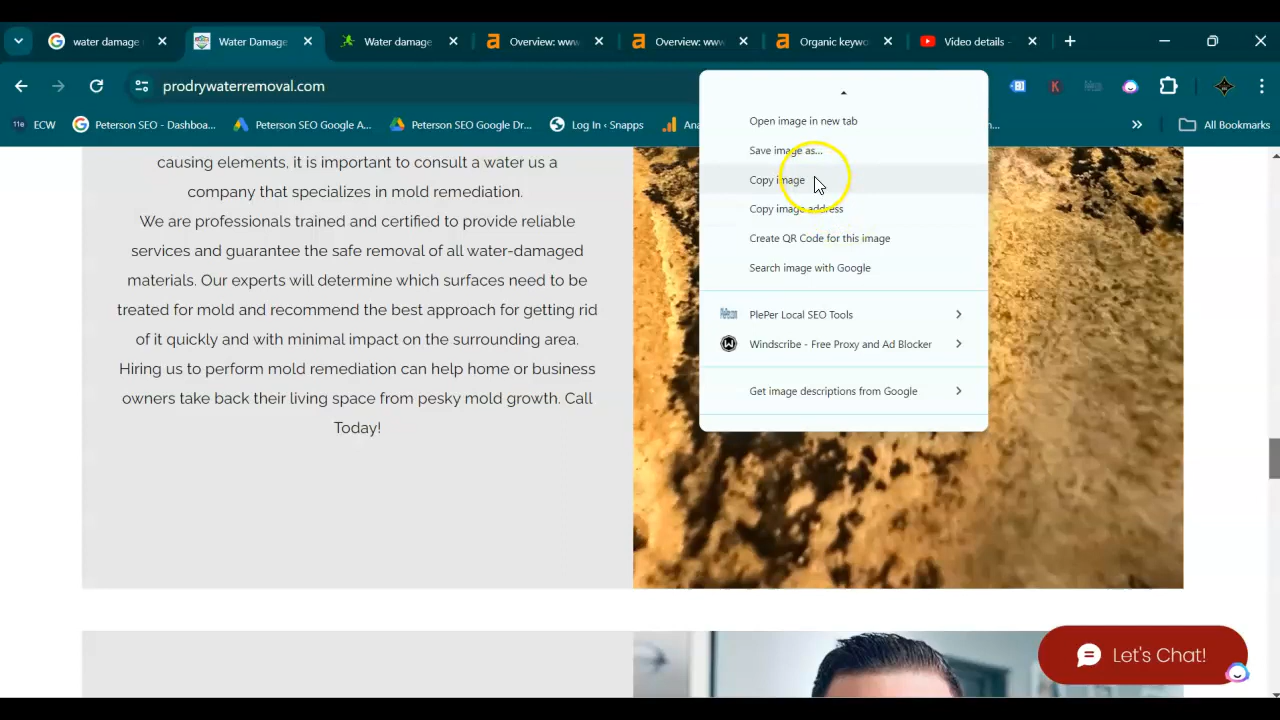 water damage
Water Damage
Water damage
Overview: www
Overview: www
Organic keywo
Video details -
prodrywaterremoval.com
K
11e ECW
Peterson SEO - Dashboa...
Peterson SEO Google A...
Peterson SEO Google Dr...
Log In ‹ Snapps
Ana
n...
»
All Bookmarks
causing elements, it is important to consult a water us a
company that specializes in mold remediation.
We are professionals trained and certified to provide reliable
services and guarantee the safe removal of all water-damaged
materials. Our experts will determine which surfaces need to be
treated for mold and recommend the best approach for getting rid
of it quickly and with minimal impact on the surrounding area.
Hiring us to perform mold remediation can help home or business
owners take back their living space from pesky mold growth. Call
Today!
Open image in new tab
Save image as...
Copy image
Copy image address
Create QR Code for this image
Search image with Google
PlePer Local SEO Tools
Windscribe - Free Proxy and Ad Blocker
Get image descriptions from Google
Let's Chat!